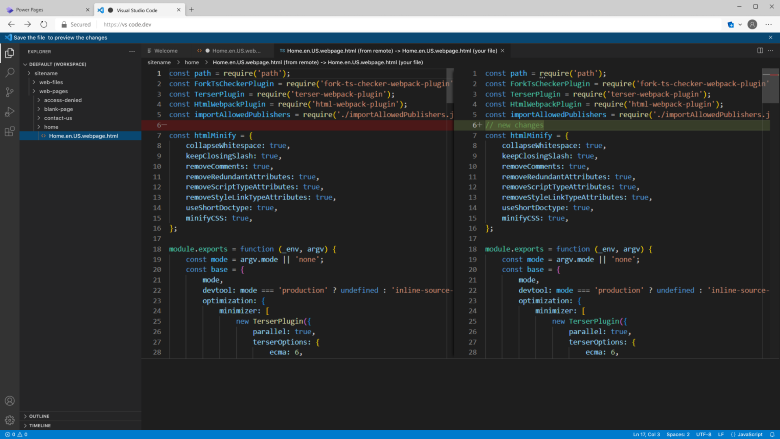 Power Pages
Visual Studio Code
Secured
https://vs code.dev
Save the file to preview the changes
EXPLORER
DEFAULLT (WORKSPACE)
sitename
web-files
web-pages
access-denied
blank-page
contact-us
home
Home.en.US.webpage.html
OUTLINE
TIMELINE
Welcome
Home.en.US.web...
Home.en.US.webpage.html (from remote) -> Home.en.US.webpage.html (your file)
sitename > home > Home.en.US.webpage.html (from remote) -> Home.en.US.webpage.html (your file)
1 const path = require('path');
2 const ForkTsCheckerPlugin = require('fork-ts-checker-webpack-plugin'
3 const TerserPlugin = require('terser-webpack-plugin');
4 const HtmlWebpackPlugin = require('html-webpack-plugin');
5 const importAllowedPublishers = require('./importAllowedPublishers.j
6—
7 const htmlMinify = {
8 collapseWhitespace: true,
9 keepClosingSlash: true,
10 removeComments: true,
11 removeRedundantAttributes: true,
12 removeScriptTypeAttributes: true,
13 removeStyleLinkTypeAttributes: true,
14 useShortDoctype: true,
15 minifyCSS: true,
16 };
17
18 module.exports = function (_env, argv) {
19 const mode = argv.mode || 'none';
20 const base = {
21 mode,
22 devtool: mode === 'production' ? undefined : 'inline-source-
23 optimization: {
24 minimizer: [
25 new TerserPlugin({
26 parallel: true,
27 terserOptions: {
28 ecma: 6,
1 const path = require('path');
2 const ForkTsCheckerPlugin = require('fork-ts-checker-webpack-plugin'
3 const TerserPlugin = require('terser-webpack-plugin');
4 const HtmlWebpackPlugin = require('html-webpack-plugin');
5 const importAllowedPublishers = require('./importAllowedPublishers.j
6+ // new changes
7 const htmlMinify = {
8 collapseWhitespace: true,
9 keepClosingSlash: true,
10 removeComments: true,
11 removeRedundantAttributes: true,
12 removeScriptTypeAttributes: true,
13 removeStyleLinkTypeAttributes: true,
14 useShortDoctype: true,
15 minifyCSS: true,
16 };
17
18 module.exports = function (_env, argv) {
19 const mode = argv.mode || 'none';
20 const base = {
21 mode,
22 devtool: mode === 'production' ? undefined : 'inline-source-
23 optimization: {
24 minimizer: [
25 new TerserPlugin({
26 parallel: true,
27 terserOptions: {
28 ecma: 6,
0 0
Ln 17, Col 3 Spaces: 2 UTF-8 LF {} JavaScript